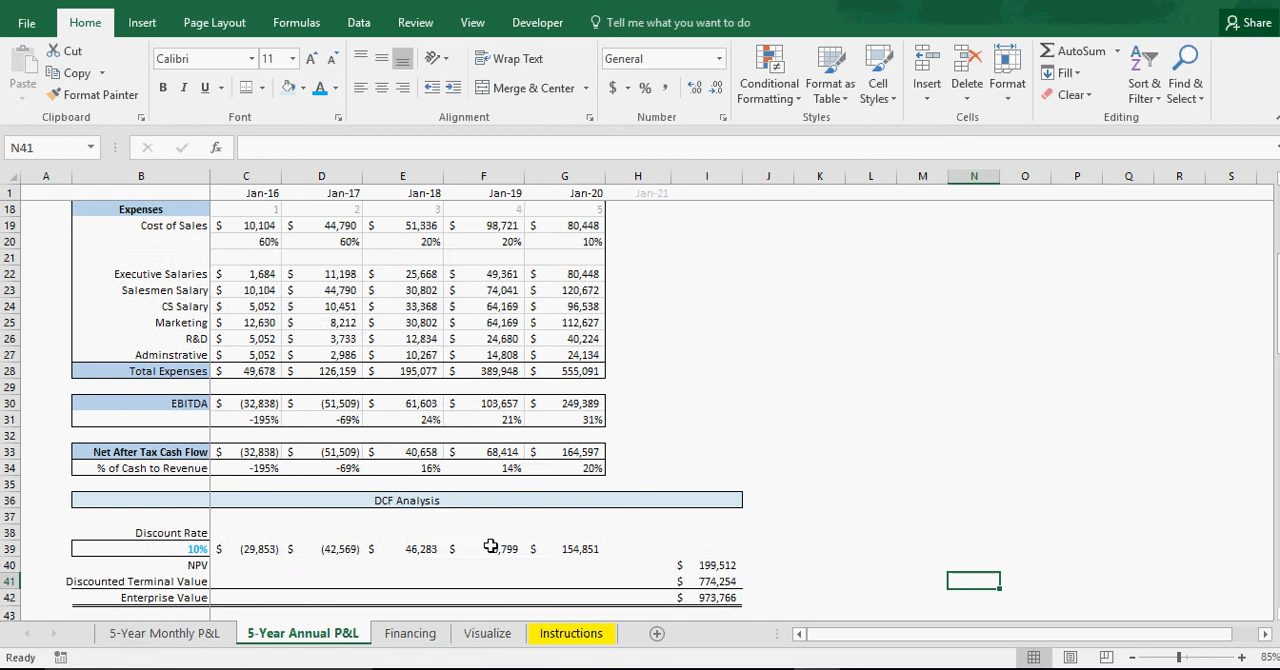 File Home Insert Page Layout Formulas Data Review View Developer Tell me what you want to do Share
Paste Cut Copy Format Painter
Calibri 11 A A B I U A
Wrap Text Merge & Center
General $ % ,
Conditional Formatting Format as Table Cell Styles
Insert Delete Format
AutoSum Fill Clear
Sort & Filter Find & Select
Clipboard Font Alignment Number Styles Cells Editing
N41 fx
A B C D E F G H I J K L M N O P Q R S
1 Jan-16 Jan-17 Jan-18 Jan-19 Jan-20 Jan-21
18 Expenses 1 2 3 4 5
19 Cost of Sales $ 10,104 $ 44,790 $ 51,336 $ 98,721 $ 80,448
20 60% 60% 20% 20% 10%
21
22 Executive Salaries $ 1,684 $ 11,198 $ 25,668 $ 49,361 $ 80,448
23 Salesmen Salary $ 10,104 $ 44,790 $ 30,802 $ 74,041 $ 120,672
24 CS Salary $ 5,052 $ 10,451 $ 33,368 $ 64,169 $ 96,538
25 Marketing $ 12,630 $ 8,212 $ 30,802 $ 64,169 $ 112,627
26 R&D $ 5,052 $ 3,733 $ 12,834 $ 24,680 $ 40,224
27 Adminstrative $ 5,052 $ 2,986 $ 10,267 $ 14,808 $ 24,134
28 Total Expenses $ 49,678 $ 126,159 $ 195,077 $ 389,948 $ 555,091
29
30 EBITDA $ (32,838) $ (51,509) $ 61,603 $ 103,657 $ 249,389
31 -195% -69% 24% 21% 31%
32
33 Net After Tax Cash Flow $ (32,838) $ (51,509) $ 40,658 $ 68,414 $ 164,597
34 % of Cash to Revenue -195% -69% 16% 14% 20%
35
36 DCF Analysis
37
38 Discount Rate
39 10% $ (29,853) $ (42,569) $ 46,283 $ ,799 $ 154,851
40 NPV $ 199,512
41 Discounted Terminal Value $ 774,254
42 Enterprise Value $ 973,766
43
5-Year Monthly P&L 5-Year Annual P&L Financing Visualize Instructions
Ready 85%